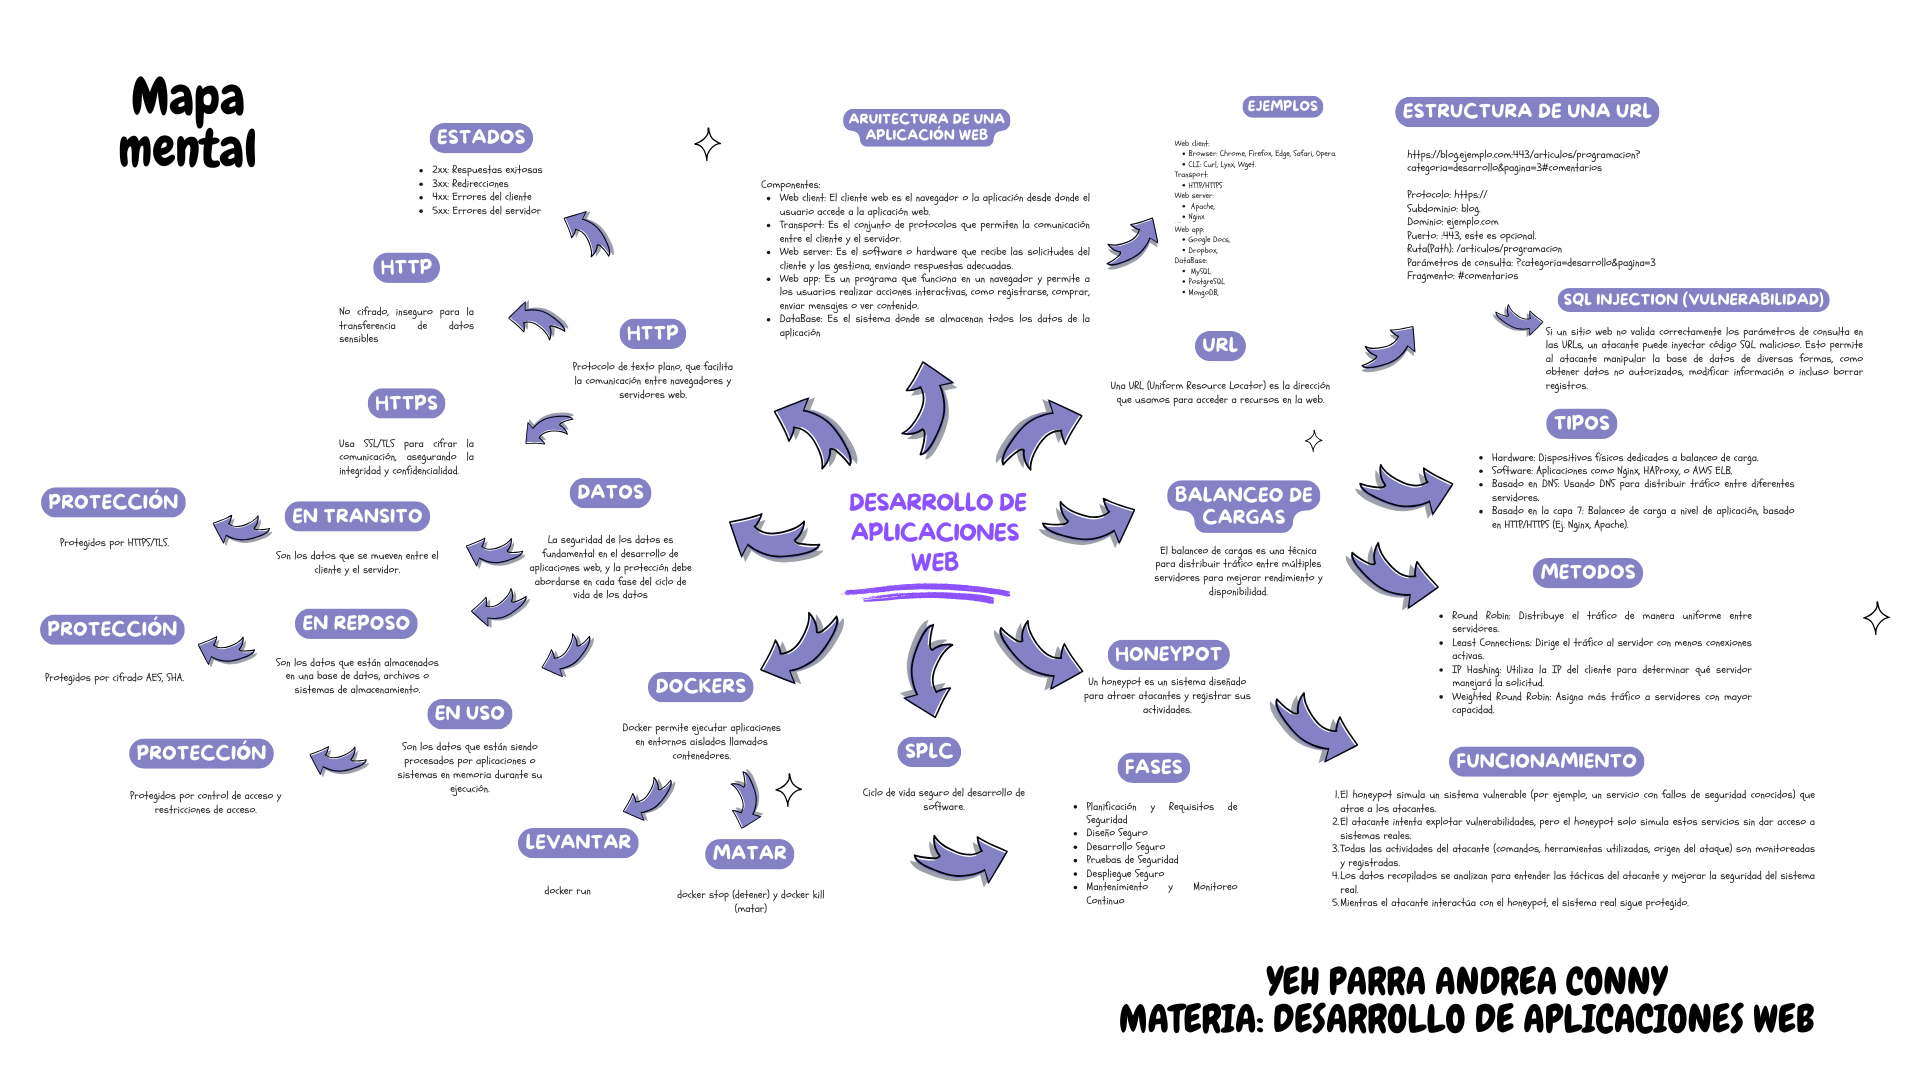 Mapa
mental
ESTADOS
• 2xx: Respuestas exitosas
• 3xx: Redirecciones
• 4xx: Errores del cliente
• 5xx: Errores del servidor
HTTP
No cifrado, inseguro para la
transferencia de datos
sensibles
HTTP
Protocolo de texto plano, que facilita
la comunicación entre navegadores y
servidores web.
HTTPS
Usa SSL/TLS para cifrar la
comunicación, asegurando la
integridad y confidencialidad.
ARUITECTURA DE UNA
APLICACIÓN WEB
Componentes:
• Web client: El cliente web es el navegador o la aplicación desde donde el
usuario accede a la aplicación web.
• Transport: Es el conjunto de protocolos que permiten la comunicación
entre el cliente y el servidor.
• Web server: Es el software o hardware que recibe las solicitudes del
cliente y las gestiona, enviando respuestas adecuadas.
• Web app: Es un programa que funciona en un navegador y permite a
los usuarios realizar acciones interactivas, como registrarse, comprar,
enviar mensajes o ver contenido.
• DataBase: Es el sistema donde se almacenan todos los datos de la
aplicación
EJEMPLOS
Web client:
• Browser: Chrome, Firefox, Edge, Safari, Opera.
• CLI: Curl, Lynx, Wget.
Transport:
• HTTP/HTTPS
Web server:
• Apache,
• Nginx
Web app:
• Google Docs,
• Dropbox,
DataBase:
• MySQL
• PostgreSQL
• MongoDB,
ESTRUCTURA DE UNA URL
https://blog.ejemplo.com:443/articulos/programacion?
categoria=desarrollo&pagina=3#comentarios
Protocolo: https://
Subdominio: blog.
Dominio: ejemplo.com
Puerto: :443, este es opcional.
Ruta(Path): /articulos/programacion
Parámetros de consulta: ?categoria=desarrollo&pagina=3
Fragmento: #comentarios
SQL INJECTION (VULNERABILIDAD)
Si un sitio web no valida correctamente los parámetros de consulta en
las URLs, un atacante puede inyectar código SQL malicioso. Esto permite
al atacante manipular la base de datos de diversas formas, como
obtener datos no autorizados, modificar información o incluso borrar
registros.
URL
Una URL (Uniform Resource Locator) es la dirección
que usamos para acceder a recursos en la web.
TIPOS
• Hardware: Dispositivos físicos dedicados a balanceo de carga.
• Software: Aplicaciones como Nginx, HAProxy, o AWS ELB.
• Basado en DNS: Usando DNS para distribuir tráfico entre diferentes
servidores.
• Basado en la capa 7: Balanceo de carga a nivel de aplicación, basado
en HTTP/HTTPS (Ej. Nginx, Apache).
BALANCEO DE
CARGAS
El balanceo de cargas es una técnica
para distribuir tráfico entre múltiples
servidores para mejorar rendimiento y
disponibilidad.
METODOS
• Round Robin: Distribuye el tráfico de manera uniforme entre
servidores.
• Least Connections: Dirige el tráfico al servidor con menos conexiones
activas.
• IP Hashing: Utiliza la IP del cliente para determinar qué servidor
manejará la solicitud.
• Weighted Round Robin: Asigna más tráfico a servidores con mayor
capacidad.
DESARROLLO DE
APLICACIONES
WEB
DATOS
La seguridad de los datos es
fundamental en el desarrollo de
aplicaciones web, y la protección debe
abordarse en cada fase del ciclo de
vida de los datos
EN TRANSITO
Son los datos que se mueven entre el
cliente y el servidor.
PROTECCIÓN
Protegidos por HTTPS/TLS.
EN REPOSO
Son los datos que están almacenados
en una base de datos, archivos o
sistemas de almacenamiento.
PROTECCIÓN
Protegidos por cifrado AES, SHA.
EN USO
Son los datos que están siendo
procesados por aplicaciones o
sistemas en memoria durante su
ejecución.
PROTECCIÓN
Protegidos por control de acceso y
restricciones de acceso.
DOCKERS
Docker permite ejecutar aplicaciones
en entornos aislados llamados
contenedores.
LEVANTAR
docker run
MATAR
docker stop (detener) y docker kill
(matar)
SPLC
Ciclo de vida seguro del desarrollo de
software.
FASES
• Planificación y Requisitos de
Seguridad
• Diseño Seguro
• Desarrollo Seguro
• Pruebas de Seguridad
• Despliegue Seguro
• Mantenimiento y Monitoreo
Continuo
HONEYPOT
Un honeypot es un sistema diseñado
para atraer atacantes y registrar sus
actividades.
FUNCIONAMIENTO
1. El honeypot simula un sistema vulnerable (por ejemplo, un servicio con fallos de seguridad conocidos) que
atrae a los atacantes.
2. El atacante intenta explotar vulnerabilidades, pero el honeypot solo simula estos servicios sin dar acceso a
sistemas reales.
3. Todas las actividades del atacante (comandos, herramientas utilizadas, origen del ataque) son monitoreadas
y registradas.
4. Los datos recopilados se analizan para entender las tácticas del atacante y mejorar la seguridad del sistema
real.
5. Mientras el atacante interactúa con el honeypot, el sistema real sigue protegido.
YEH PARRA ANDREA CONNY
MATERIA: DESARROLLO DE APLICACIONES WEB